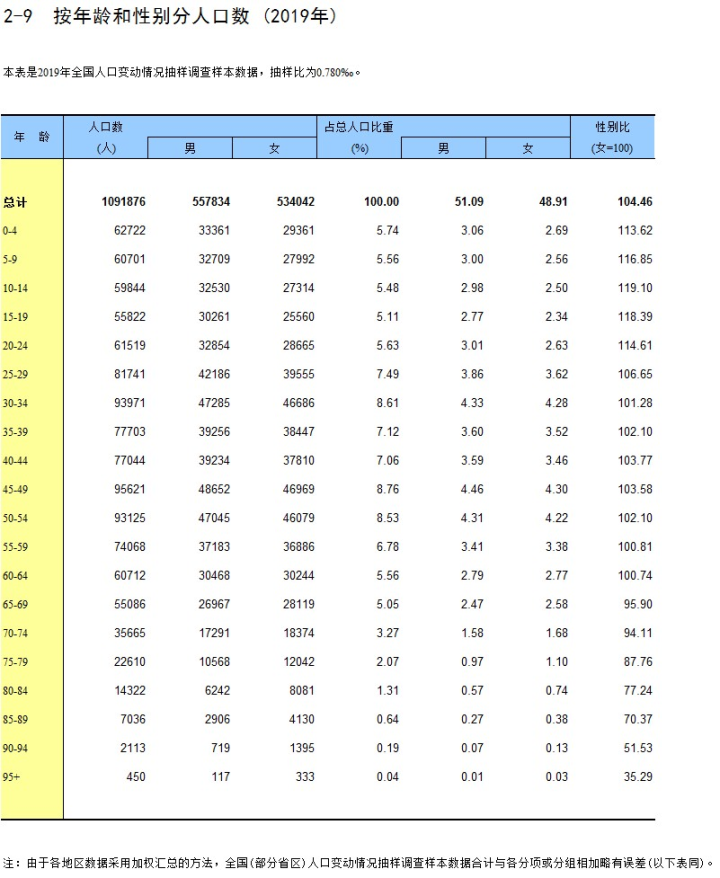 2-9 按年龄和性别分人口数 (2019年)
本表是2019年全国人口变动情况抽样调查样本数据，抽样比为0.780‰。
年 龄 人口数 占总人口比重 性别比
(人) 男 女 (%) 男 女 (女=100)
总计 1091876 557834 534042 100.00 51.09 48.91 104.46
0-4 62722 33361 29361 5.74 3.06 2.69 113.62
5-9 60701 32709 27992 5.56 3.00 2.56 116.85
10-14 59844 32530 27314 5.48 2.98 2.50 119.10
15-19 55822 30261 25560 5.11 2.77 2.34 118.39
20-24 61519 32854 28665 5.63 3.01 2.63 114.61
25-29 81741 42186 39555 7.49 3.86 3.62 106.65
30-34 93971 47285 46686 8.61 4.33 4.28 101.28
35-39 77703 39256 38447 7.12 3.60 3.52 102.10
40-44 77044 39234 37810 7.06 3.59 3.46 103.77
45-49 95621 48652 46969 8.76 4.46 4.30 103.58
50-54 93125 47045 46079 8.53 4.31 4.22 102.10
55-59 74068 37183 36886 6.78 3.41 3.38 100.81
60-64 60712 30468 30244 5.56 2.79 2.77 100.74
65-69 55086 26967 28119 5.05 2.47 2.58 95.90
70-74 35665 17291 18374 3.27 1.58 1.68 94.11
75-79 22610 10568 12042 2.07 0.97 1.10 87.76
80-84 14322 6242 8081 1.31 0.57 0.74 77.24
85-89 7036 2906 4130 0.64 0.27 0.38 70.37
90-94 2113 719 1395 0.19 0.07 0.13 51.53
95+ 450 117 333 0.04 0.01 0.03 35.29
注：由于各地区数据采用加权汇总的方法，全国(部分省区)人口变动情况抽样调查样本数据合计与各分项或分组相加略有误差(以下表同)。